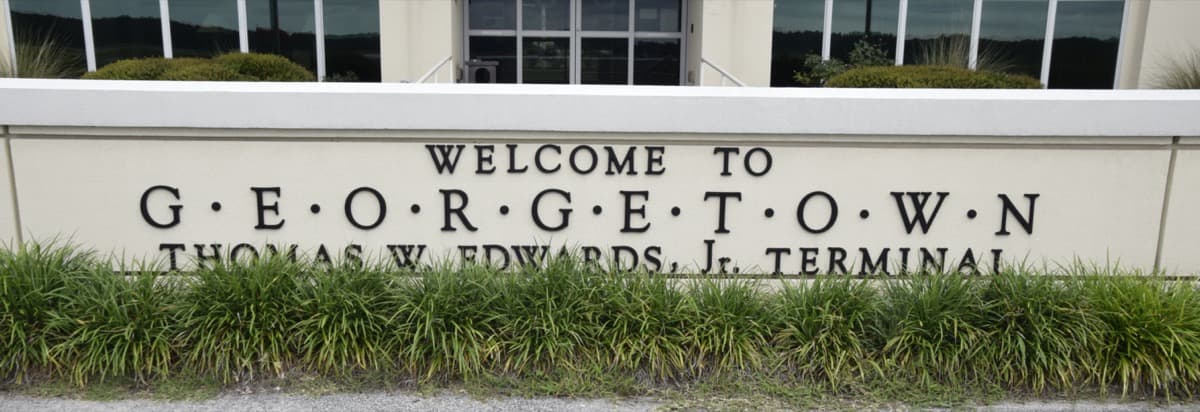 WELCOME TO
G·E·O·R·G·E·T·O·W·N
THOMAS W. EDWARDS, Jr. TERMINAL